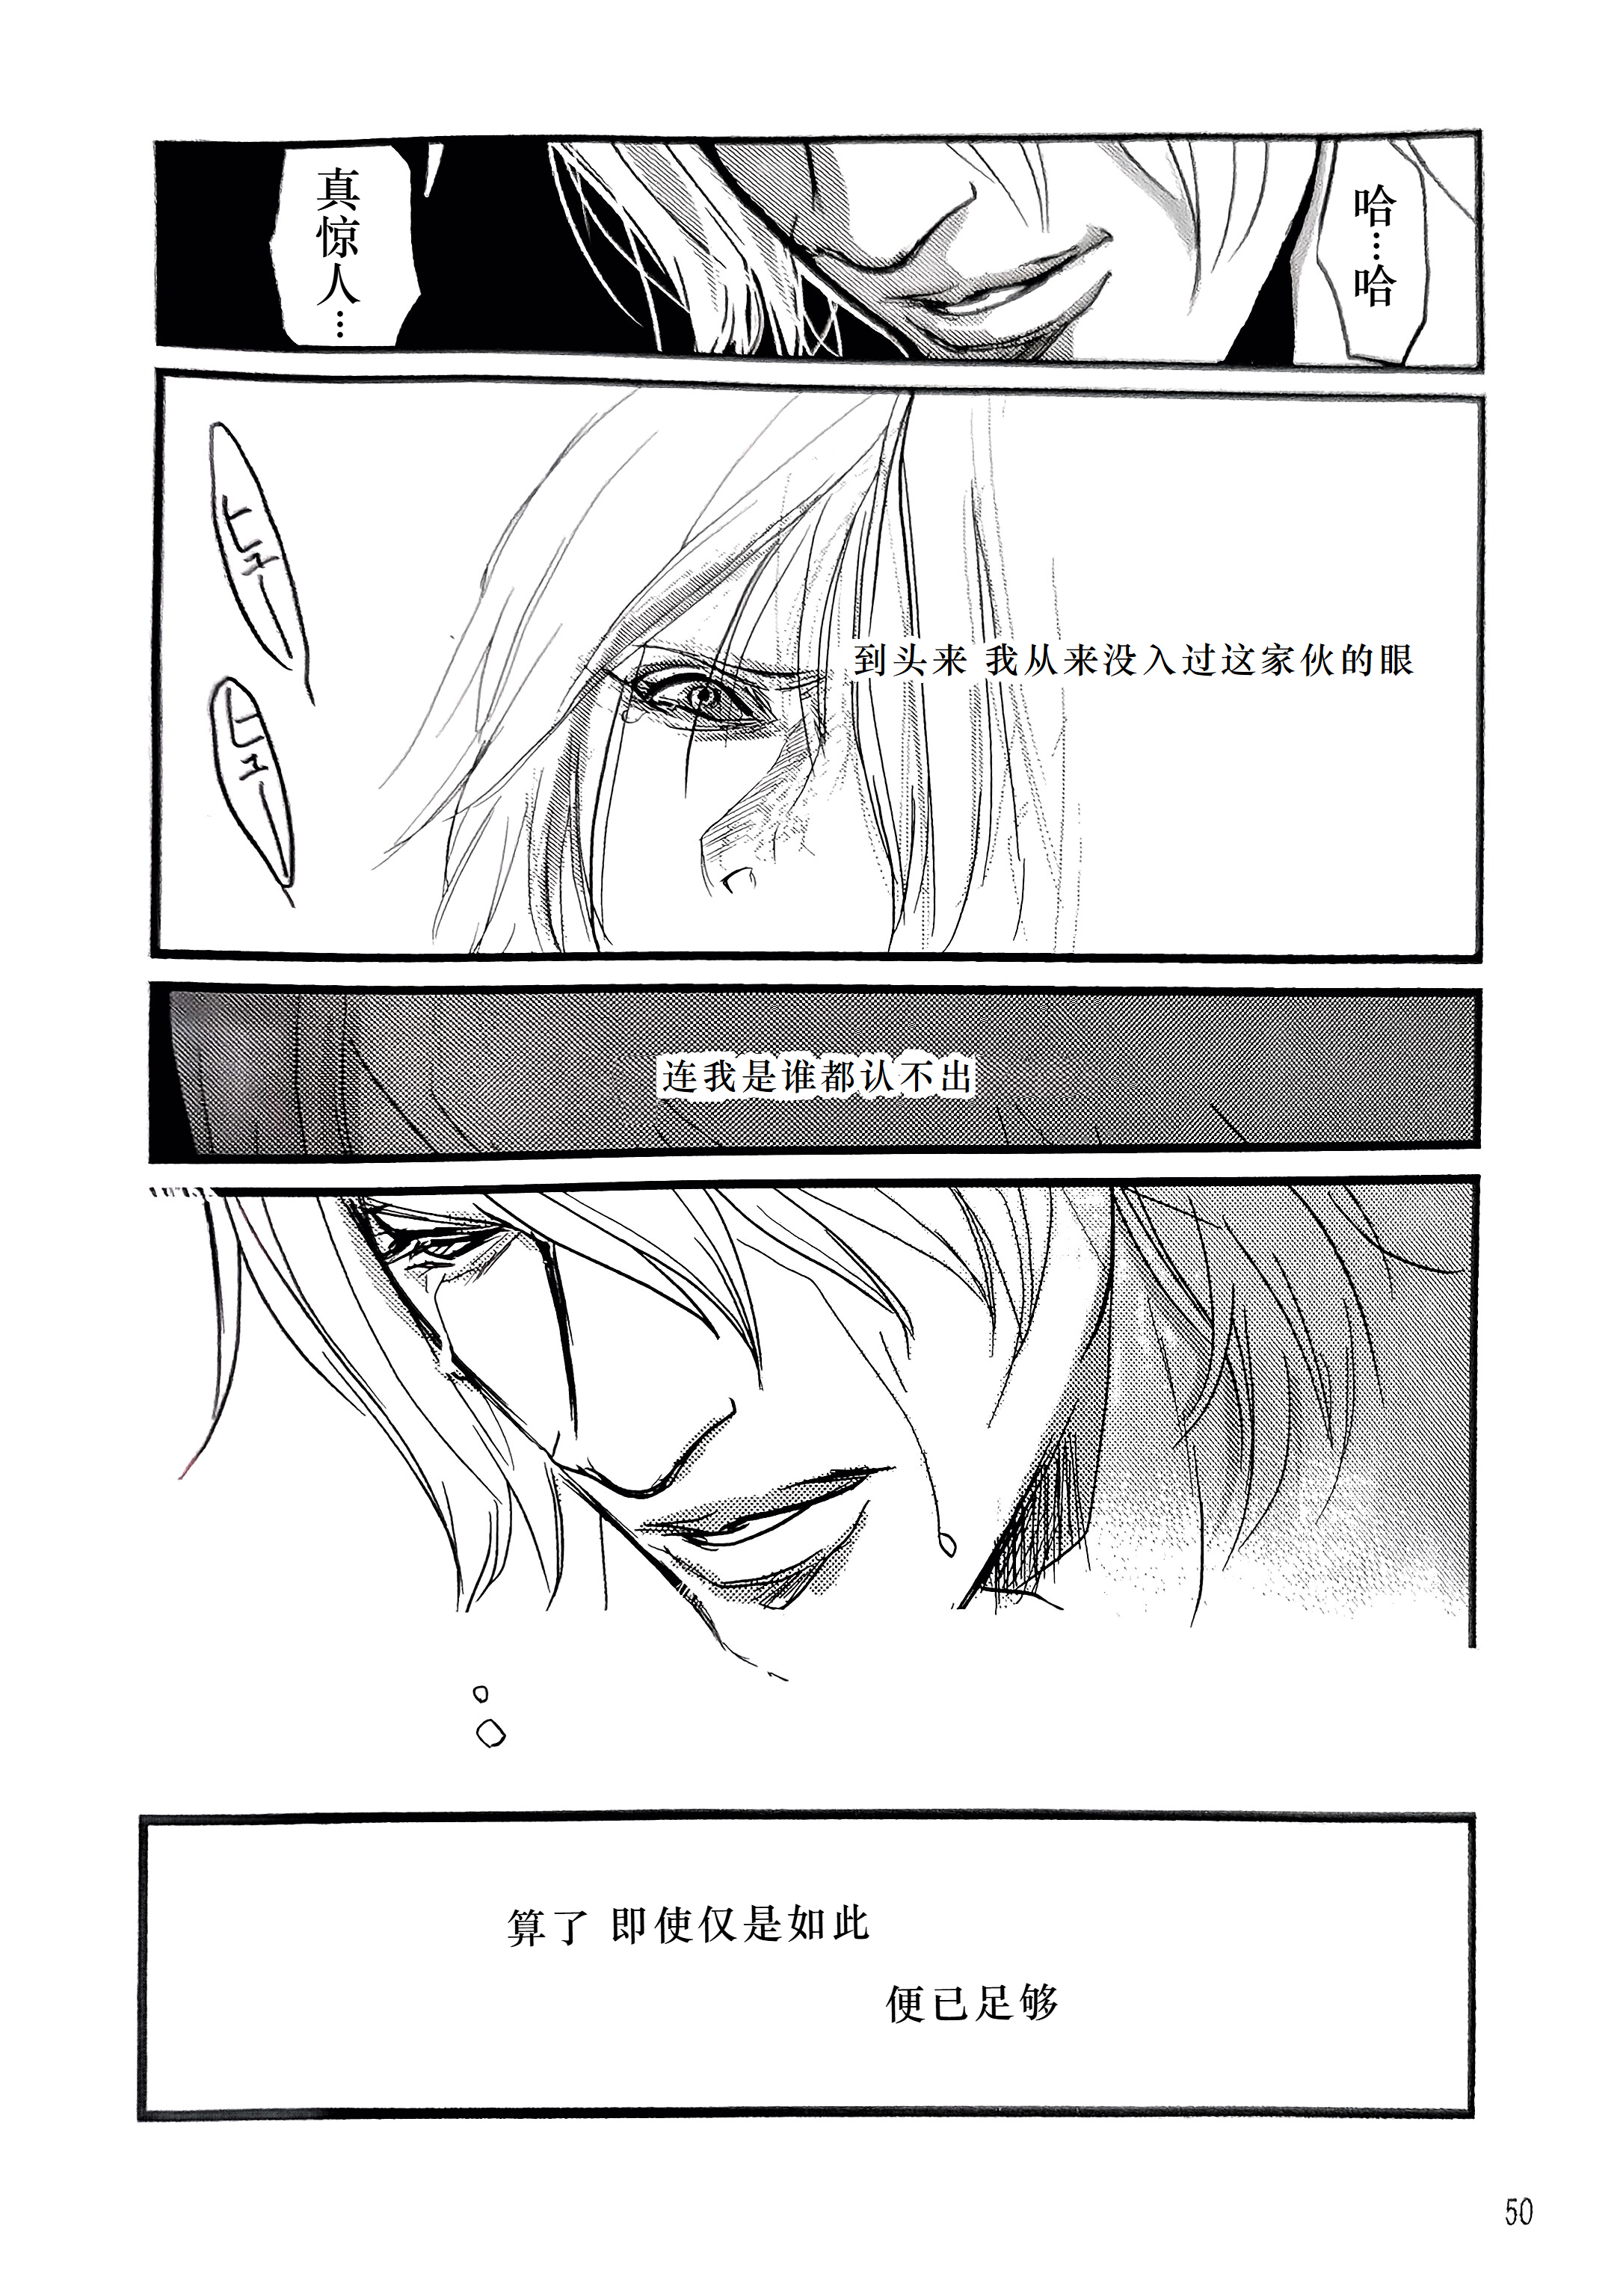 哈…哈
真惊人…
到头来 我从来没入过这家伙的眼
ヒュー
ヒュー
连我是谁都认不出
算了 即使仅是如此
便已足够
50